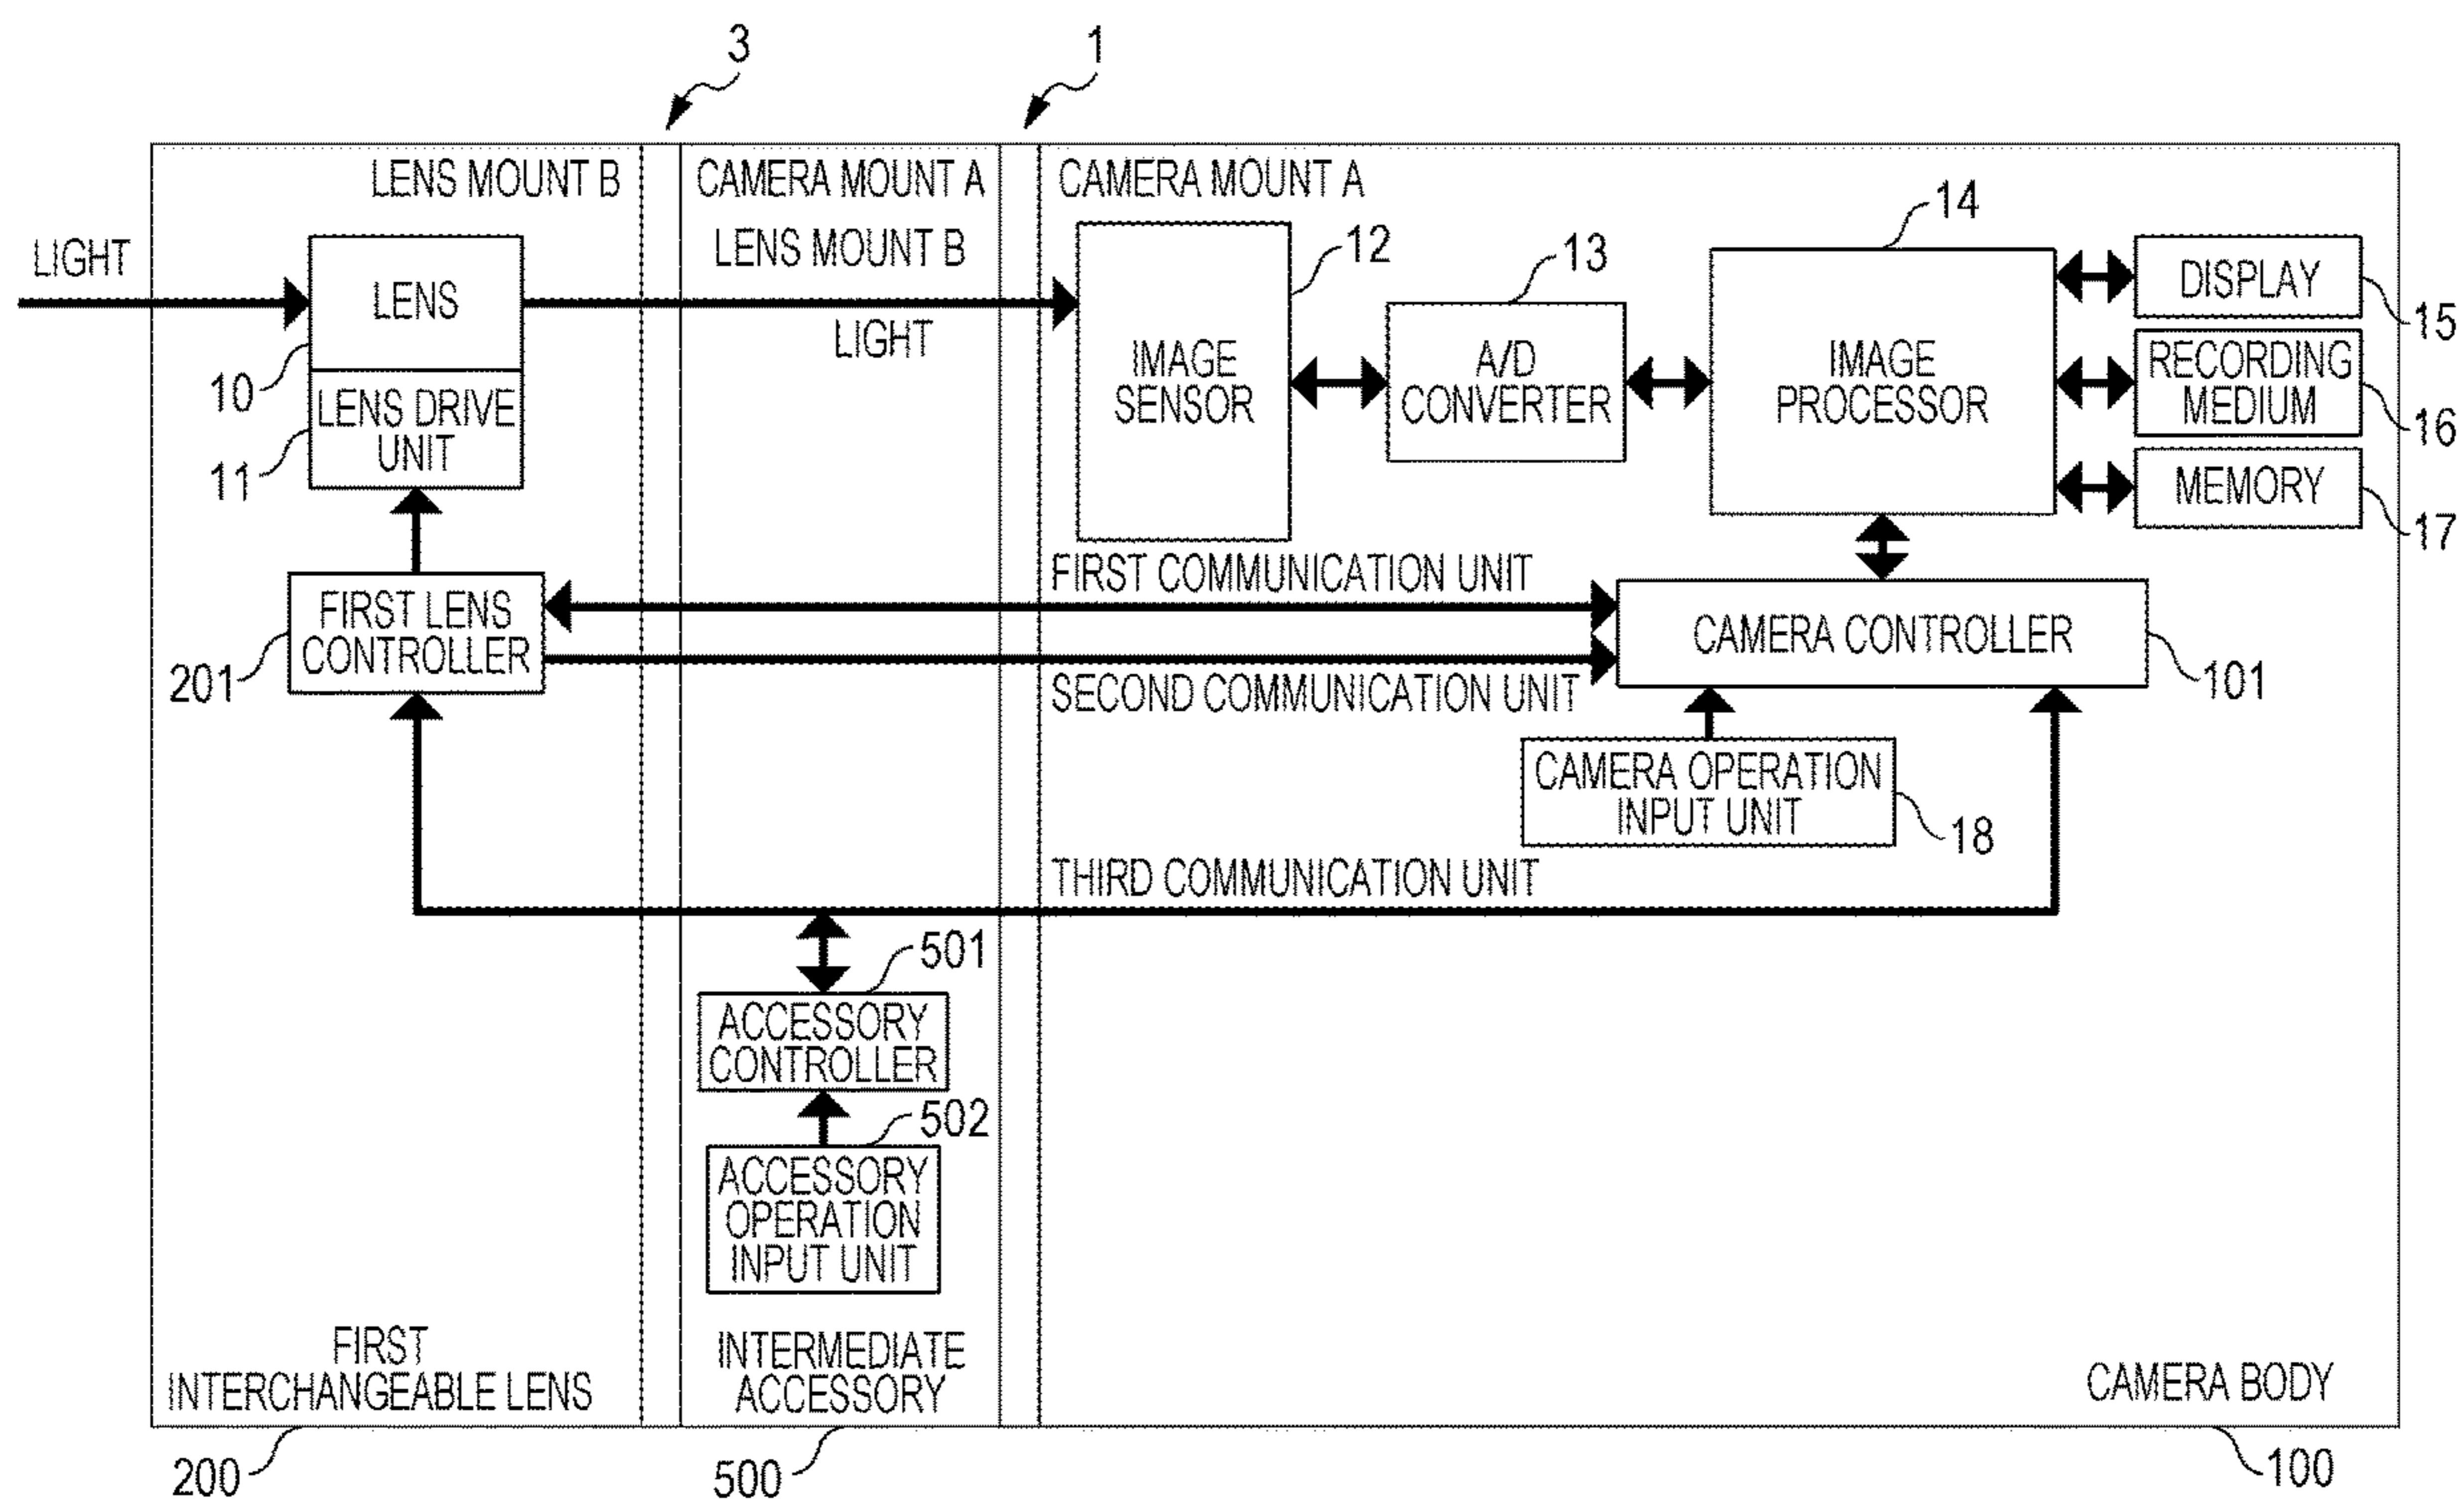 3
1
LENS MOUNT B
CAMERA MOUNT A
CAMERA MOUNT A
LENS MOUNT B
LIGHT
LENS
10
LENS DRIVE
UNIT
11
LIGHT
IMAGE
SENSOR
12
A/D
CONVERTER
13
IMAGE
PROCESSOR
14
DISPLAY
15
RECORDING
MEDIUM
16
MEMORY
17
FIRST COMMUNICATION UNIT
FIRST LENS
CONTROLLER
201
SECOND COMMUNICATION UNIT
CAMERA CONTROLLER
101
CAMERA OPERATION
INPUT UNIT
18
THIRD COMMUNICATION UNIT
501
ACCESSORY
CONTROLLER
502
ACCESSORY
OPERATION
INPUT UNIT
FIRST
INTERCHANGEABLE LENS
INTERMEDIATE
ACCESSORY
CAMERA BODY
200
500
100